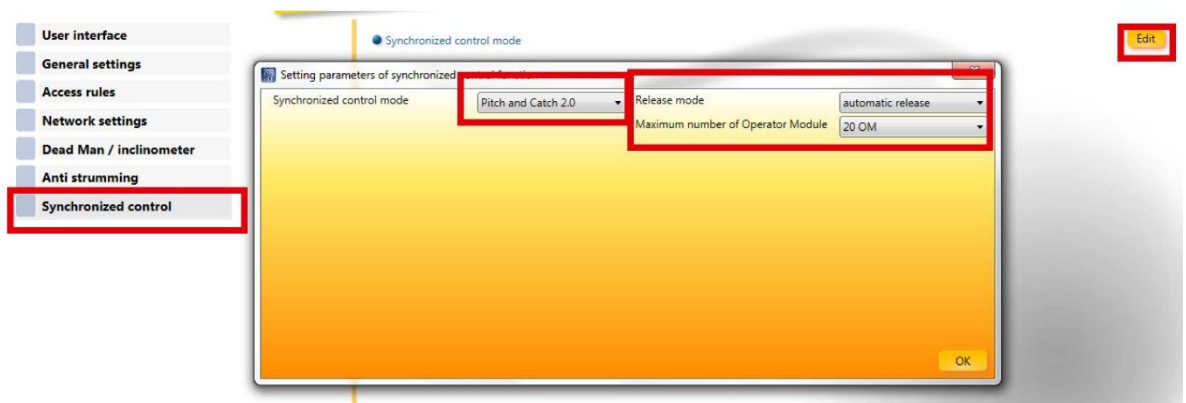 User interface
General settings
Access rules
Network settings
Dead Man / inclinometer
Anti strumming
Synchronized control
Synchronized control mode
Edit
Setting parameters of synchronized control function
Synchronized control mode
Pitch and Catch 2.0
Release mode
automatic release
Maximum number of Operator Module
20 OM
OK